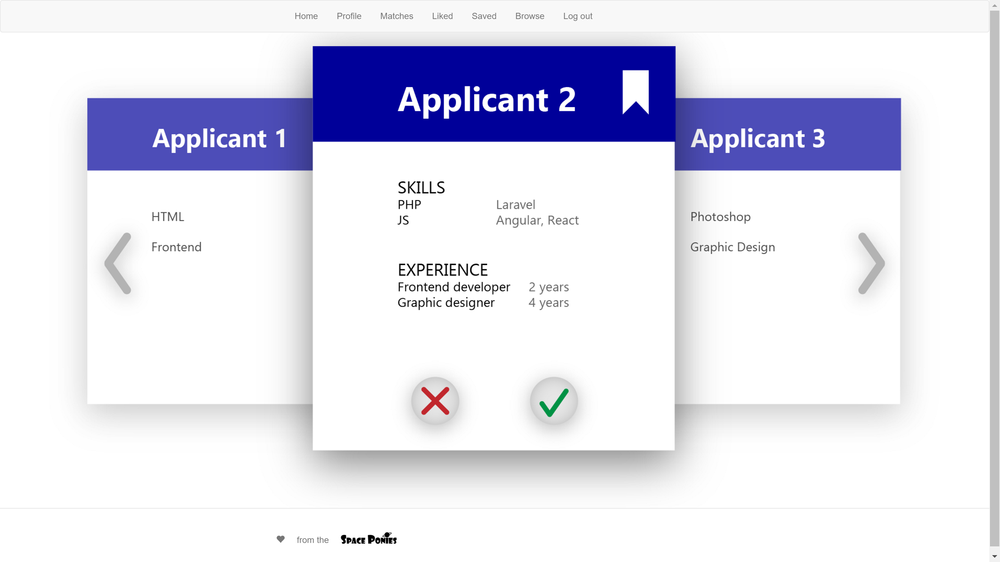 Home Profile Matches Liked Saved Browse Log out
Applicant 1
HTML
Frontend
Applicant 2
SKILLS
PHP Laravel
JS Angular, React
EXPERIENCE
Frontend developer 2 years
Graphic designer 4 years
Applicant 3
Photoshop
Graphic Design
from the SPACE PONIES